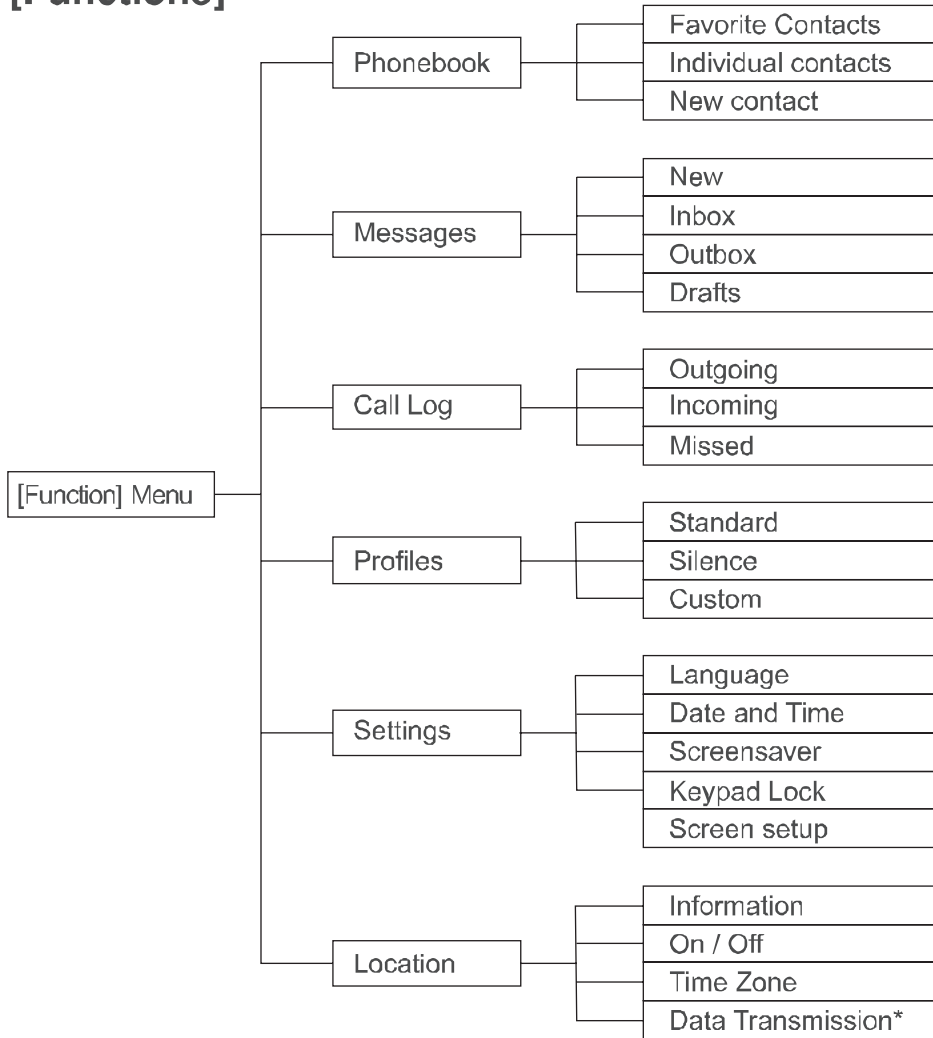 [Functions]
Phonebook
Favorite Contacts
Individual contacts
New contact
Messages
New
Inbox
Outbox
Drafts
Call Log
Outgoing
Incoming
Missed
[Function] Menu
Profiles
Standard
Silence
Custom
Settings
Language
Date and Time
Screensaver
Keypad Lock
Screen setup
Location
Information
On / Off
Time Zone
Data Transmission*